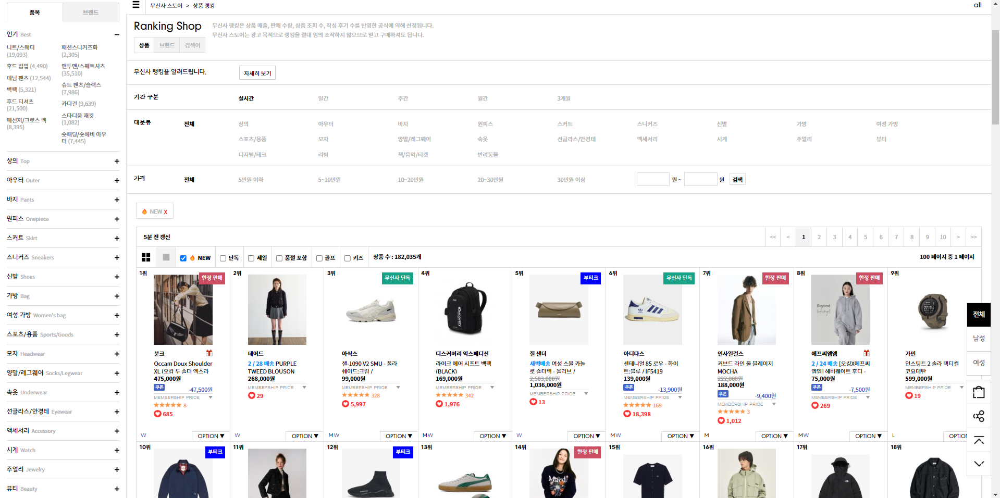 품목
브랜드
인기 Best
니트/스웨터
(19,093)
후드 집업 (4,490)
데님 팬츠 (12,544)
백팩 (5,321)
후드 티셔츠
(21,500)
메신저/크로스 백
(8,395)
패션스니커즈화
(2,305)
맨투맨/스웨트셔츠
(35,510)
슈트 팬츠/슬랙스
(7,986)
카디건 (9,639)
스타디움 재킷
(1,082)
숏패딩/숏헤비 아우
터 (7,445)
상의 Top
아우터 Outer
바지 Pants
원피스 Onepiece
스커트 Skirt
스니커즈 Sneakers
신발 Shoes
가방 Bag
여성 가방 Women's bag
스포츠/용품 Sports/Goods
모자 Headwear
양말/레그웨어 Socks/Legwear
속옷 Underwear
선글라스/안경테 Eyewear
액세서리 Accessory
시계 Watch
주얼리 Jewelry
뷰티 Beauty
무신사 스토어 > 상품 랭킹
all
Ranking Shop
무신사 랭킹은 상품 매출, 판매 수량, 상품 조회 수, 작성 후기 수를 반영한 공식에 의해 선정됩니다.
무신사 스토어는 광고 목적으로 랭킹을 절대 임의 조작하지 않으므로 믿고 구매하셔도 됩니다.
상품 브랜드 검색어
무신사 랭킹을 알려드립니다. 자세히 보기
기간 구분 실시간 일간 주간 월간 3개월
대분류 전체 상의 아우터 바지 원피스 스커트 스니커즈 신발 가방 여성 가방
스포츠/용품 모자 양말/레그웨어 속옷 선글라스/안경테 액세서리 시계 주얼리 뷰티
디지털/테크 리빙 책/음악/티켓 반려동물
가격 전체 5만원 이하 5~10만원 10~20만원 20~30만원 30만원 이상 원 ~ 원 검색
NEW X
5분 전 갱신
<< < 1 2 3 4 5 6 7 8 9 10 > >>
NEW 단독 세일 품절 포함 골프 키즈 상품 수 : 182,035개
100 페이지 중 1 페이지
1위
한정 판매
분크
Occam Doux Shoulder
XL (오캄 두 숄더 엑스라
475,000원
쿠폰 -47,500원
MEMBERSHIP PRICE ▼
★★★★★ 8
685
W
OPTION ▼
2위
데어드
2 / 28 배송 PURPLE
TWEED BLOUSON
268,000원
MEMBERSHIP PRICE ▼
29
W
OPTION ▼
3위
무신사 단독
아식스
젤-1090 V2 SMU - 폴라
쉐이드:크림 /
99,000원
MEMBERSHIP PRICE ▼
★★★★★ 328
5,997
MW
OPTION ▼
4위
Discovery
디스커버리 익스페디션
라이크 에어 시프트 백팩
(BLACK)
169,000원
MEMBERSHIP PRICE ▼
★★★★★ 342
1,976
MW
OPTION ▼
5위
부티크
질 샌더
새벽배송 여성 스몰 카놀
로 숄더백 - 올리브 /
2,503,000원
1,036,000원
MEMBERSHIP PRICE ▼
13
W
OPTION ▼
6위
무신사 단독
아디다스
센테니얼 85 로우 - 화이
트:블루 / IF5419
139,000원
쿠폰 -13,900원
MEMBERSHIP PRICE ▼
★★★★★ 169
18,398
MW
OPTION ▼
7위
한정 판매
인사일런스
커브드 라인 울 블레이저
MOCHA
222,000원
188,000원
쿠폰 -9,400원
MEMBERSHIP PRICE ▼
★★★★★ 3
1,012
M
OPTION ▼
8위
한정 판매
Beyond
에프씨엠엠
2 / 24 배송 [오킹X에프씨
엠엠] 헤비웨이트 후디 -
75,000원
쿠폰 -7,500원
MEMBERSHIP PRICE ▼
269
MW
OPTION ▼
9위
가민
인스팅트 2 솔라 택티컬
코요테탄
599,000원
MEMBERSHIP PRICE ▼
19
L
OPTIO
전체
남성
여성
10위
부티크
11위
12위
부티크
13위
14위
한정 판매
Mardi
15위
16위
17위
18위